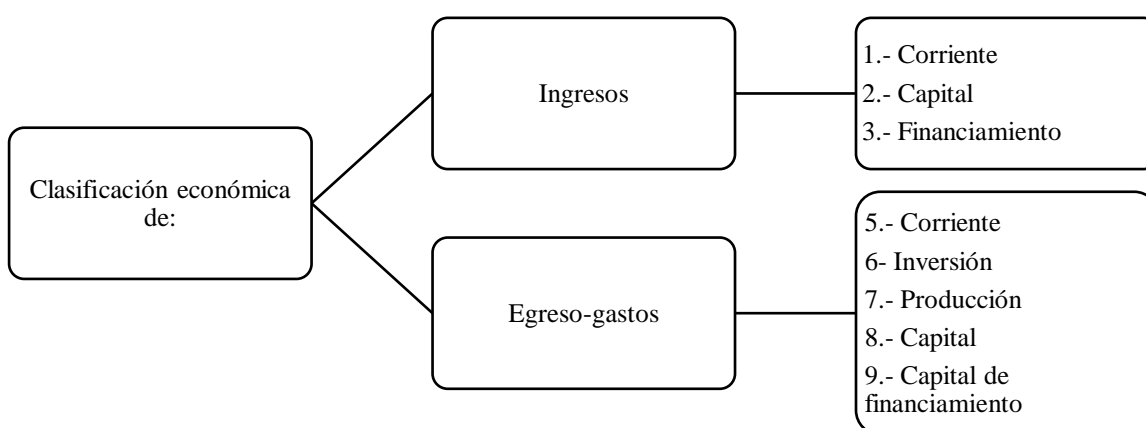 Clasificación económica
de:
Ingresos
1.- Corriente
2.- Capital
3.- Financiamiento
Egreso-gastos
5.- Corriente
6- Inversión
7.- Producción
8.- Capital
9.- Capital de
financiamiento